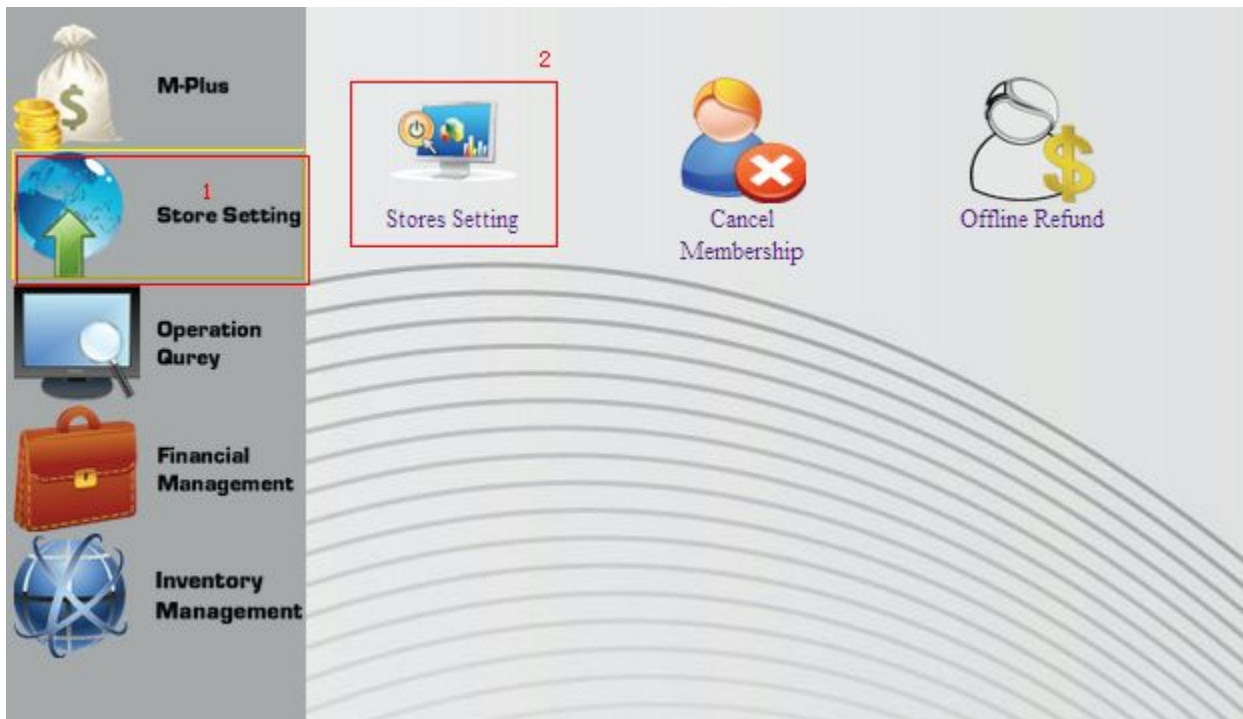 M-Plus
1
Store Setting
Operation
Qurey
Financial
Management
Inventory
Management
2
Stores Setting
Cancel
Membership
Offline Refund